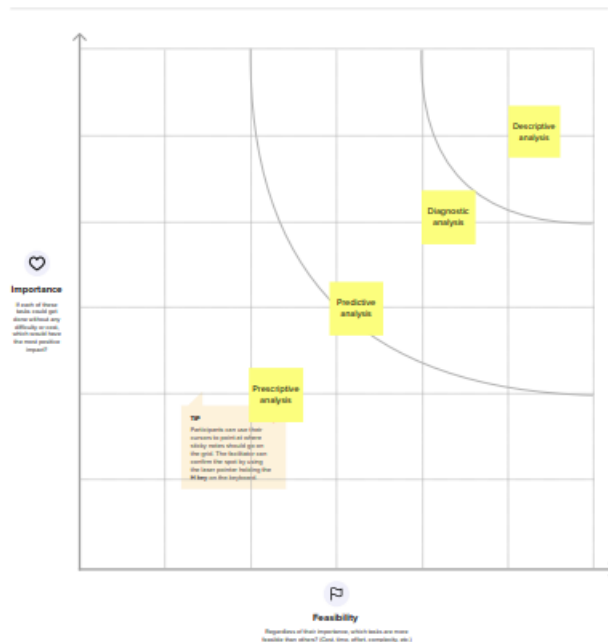 Descriptive
analysis
Diagnostic
analysis
Importance
If each of these
tasks could get
done without any
difficulty or cost,
which would have
the most positive
impact?
Predictive
analysis
Prescriptive
analysis
TIP
Participants can use their
cursors to point at where
sticky notes should go on
the grid. The facilitator can
confirm the spot by using
the laser pointer holding the
H key on the keyboard.
Feasibility
Regardless of their importance, which tasks are more
feasible than others? (Cost, time, effort, complexity, etc.)